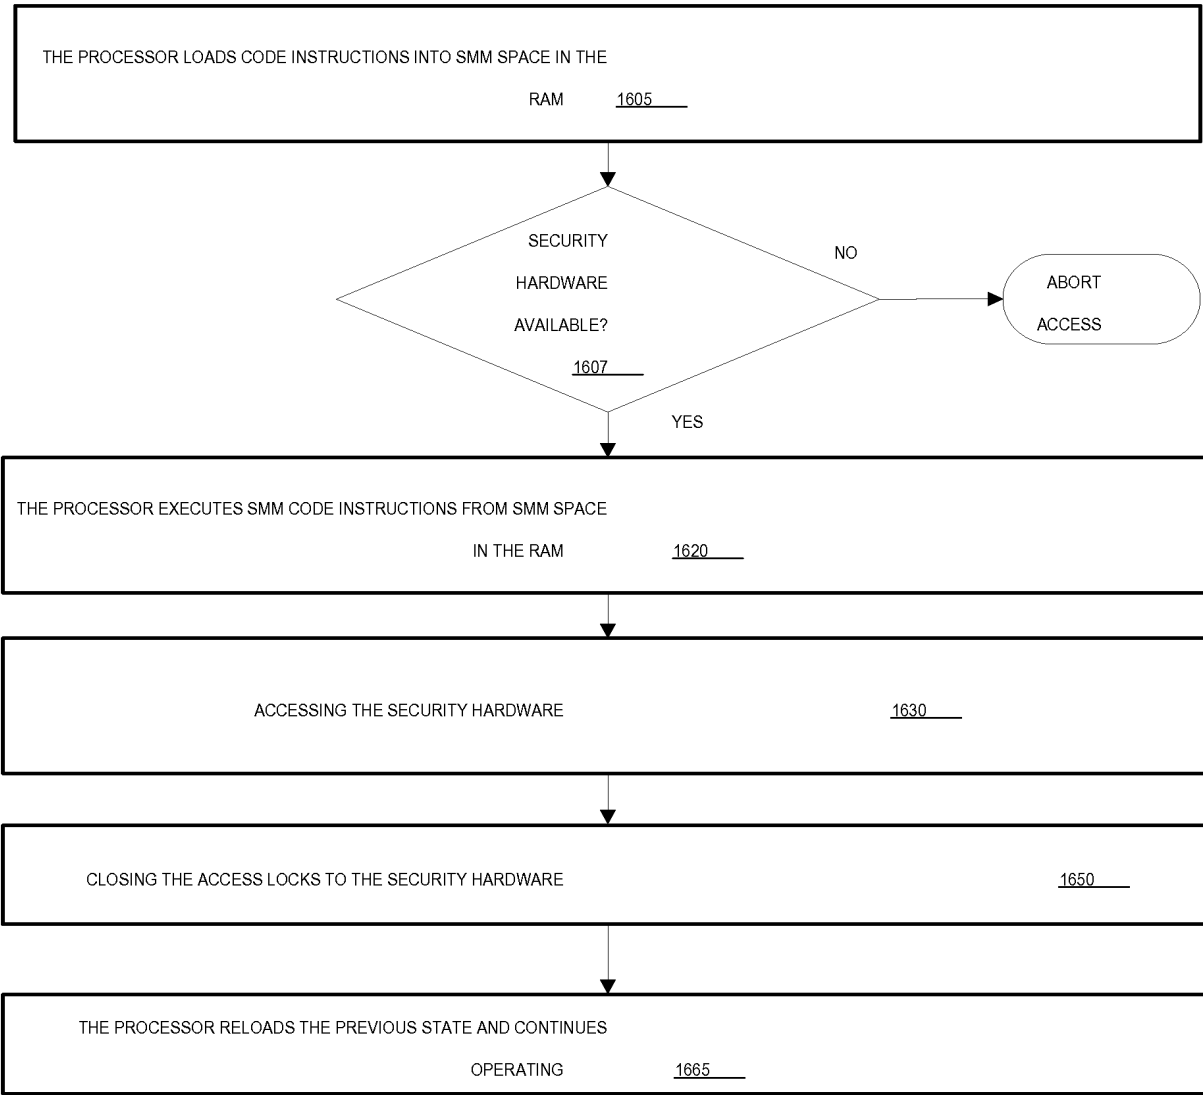 THE PROCESSOR LOADS CODE INSTRUCTIONS INTO SMM SPACE IN THE
RAM 1605
SECURITY
HARDWARE
AVAILABLE?
1607
NO
ABORT
ACCESS
YES
THE PROCESSOR EXECUTES SMM CODE INSTRUCTIONS FROM SMM SPACE
IN THE RAM 1620
ACCESSING THE SECURITY HARDWARE 1630
CLOSING THE ACCESS LOCKS TO THE SECURITY HARDWARE 1650
THE PROCESSOR RELOADS THE PREVIOUS STATE AND CONTINUES
OPERATING 1665